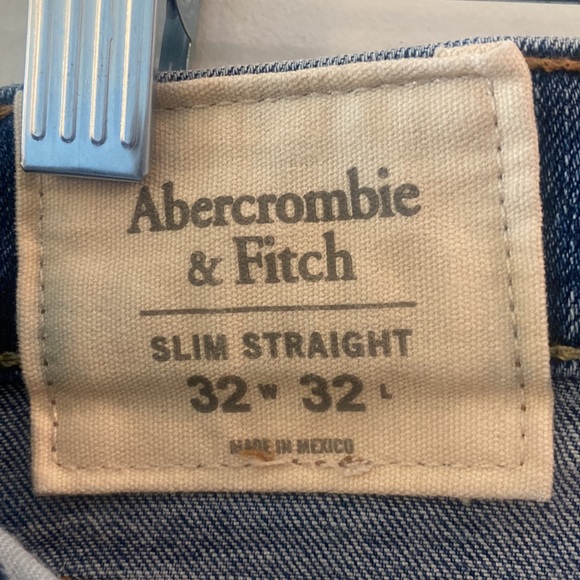 Abercrombie
& Fitch
SLIM STRAIGHT
32 W 32 L
MADE IN MEXICO